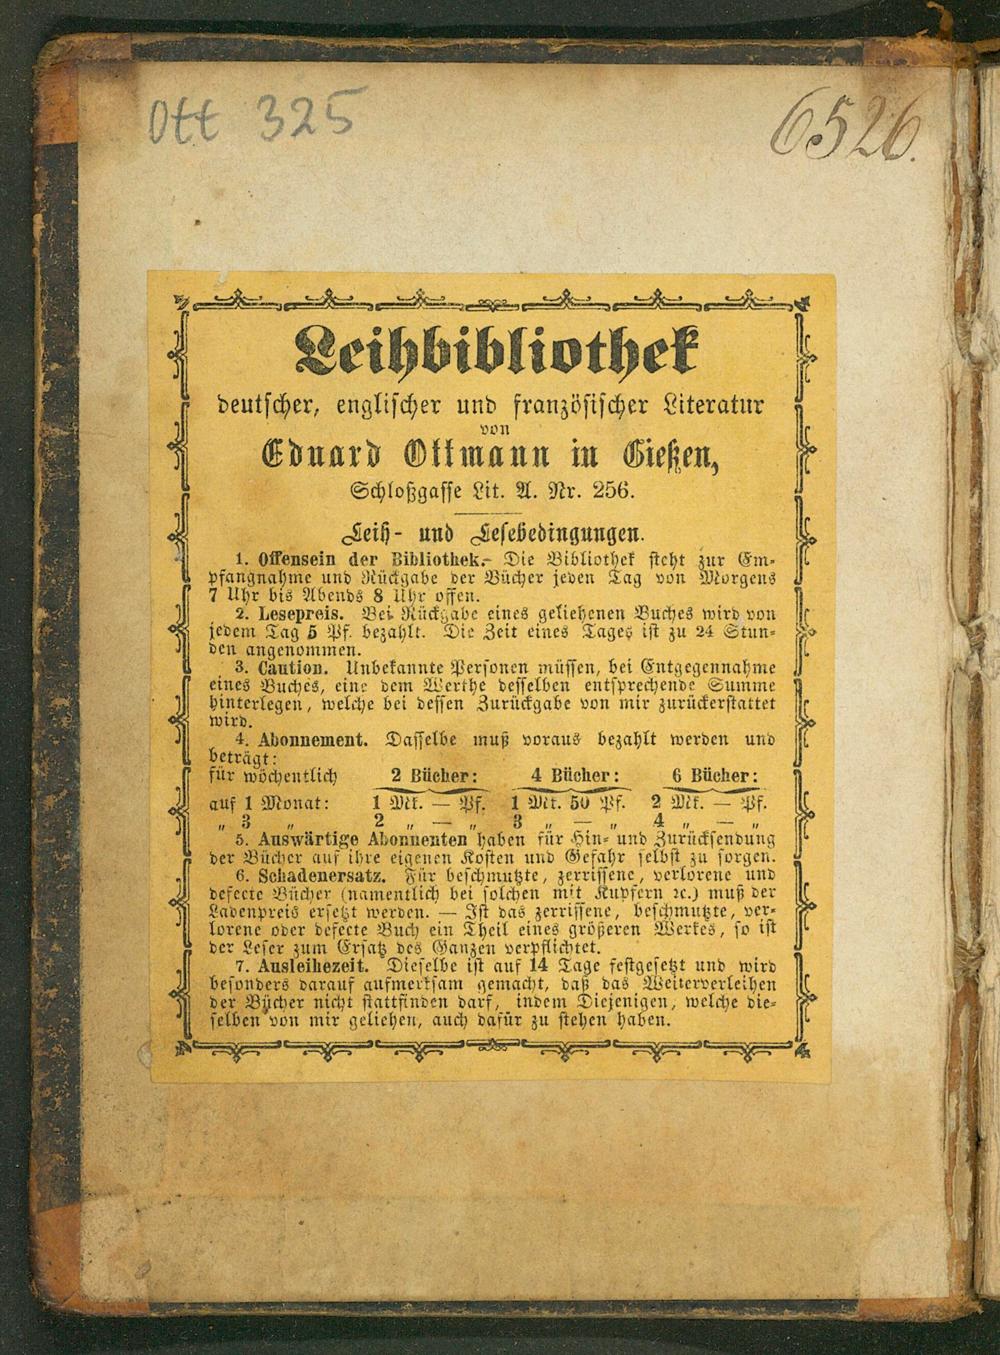 Ott 325
6526.
Leihbibliothek
deutscher, englischer und französischer Literatur
von
Eduard Ottmann in Gießen,
Schloßgasse Lit. A. Nr. 256.
Leih- und Lesebedingungen.
1. Offensein der Bibliothek.- Die Bibliothek steht zur Em-
pfangnahme und Rückgabe der Bücher jeden Tag von Morgens
7 Uhr bis Abends 8 Uhr offen.
2. Lesepreis. Bei Rückgabe eines geliehenen Buches wird von
jedem Tag 5 Pf. bezahlt. Die Zeit eines Tages ist zu 24 Stun-
den angenommen.
3. Caution. Unbekannte Personen müssen, bei Entgegennahme
eines Buches, eine dem Werthe desselben entsprechende Summe
hinterlegen, welche bei dessen Zurückgabe von mir zurückerstattet
wird.
4. Abonnement. Dasselbe muß voraus bezahlt werden und
beträgt:
für wöchentlich 2 Bücher: 4 Bücher: 6 Bücher:
auf 1 Monat: 1 Mk. — Pf. 1 Mk. 50 Pf. 2 Mk. — Pf.
„ 3 „ 2 „ — „ 3 „ — „ 4 „ — „
5. Auswärtige Abonnenten haben für Hin- und Zurücksendung
der Bücher auf ihre eigenen Kosten und Gefahr selbst zu sorgen.
6. Schadenersatz. Für beschmutzte, zerrissene, verlorene und
defecte Bücher (namentlich bei solchen mit Kupfern ꝛc.) muß der
Ladenpreis ersetzt werden. — Ist das zerrissene, beschmutzte, ver-
lorene oder defecte Buch ein Theil eines größeren Werkes, so ist
der Leser zum Ersatz des Ganzen verpflichtet.
7. Ausleihezeit. Dieselbe ist auf 14 Tage festgesetzt und wird
besonders darauf aufmerksam gemacht, daß das Weiterverleihen
der Bücher nicht stattfinden darf, indem Diejenigen, welche die-
selben von mir geliehen, auch dafür zu stehen haben.